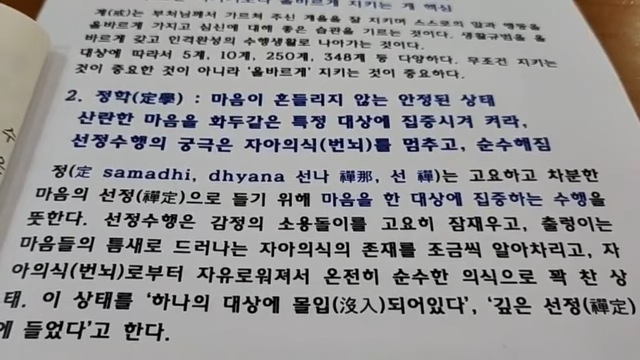 올바르게 지키는 게 핵심
계(戒)는 부처님께서 가르쳐 주신 계율을 잘 지키며 스스로의 말과 행동을
올바르게 가지고 심신에 대해 좋은 습관을 기르는 것이다. 생활규범을 올
바르게 갖고 인격완성의 수행생활로 나아가는 것이다.
대상에 따라서 5계, 10계, 250계, 348계 등 다양하다. 무조건 지키는
것이 중요한 것이 아니라 '올바르게' 지키는 것이 중요하다.
2. 정학(定學) : 마음이 흔들리지 않는 안정된 상태
산란한 마음을 화두같은 특정 대상에 집중시켜 켜라,
선정수행의 궁극은 자아의식(번뇌)를 멈추고, 순수해짐
정(定 samadhi, dhyana 선나 禪那, 선 禪)는 고요하고 차분한
마음의 선정(禪定)으로 들기 위해 마음을 한 대상에 집중하는 수행을
뜻한다. 선정수행은 감정의 소용돌이를 고요히 잠재우고, 출렁이는
마음들의 틈새로 드러나는 자아의식의 존재를 조금씩 알아차리고, 자
아의식(번뇌)로부터 자유로워져서 온전히 순수한 의식으로 꽉 찬 상
태. 이 상태를 '하나의 대상에 몰입(沒入)되어있다', '깊은 선정(禪定)
에 들었다'고 한다.